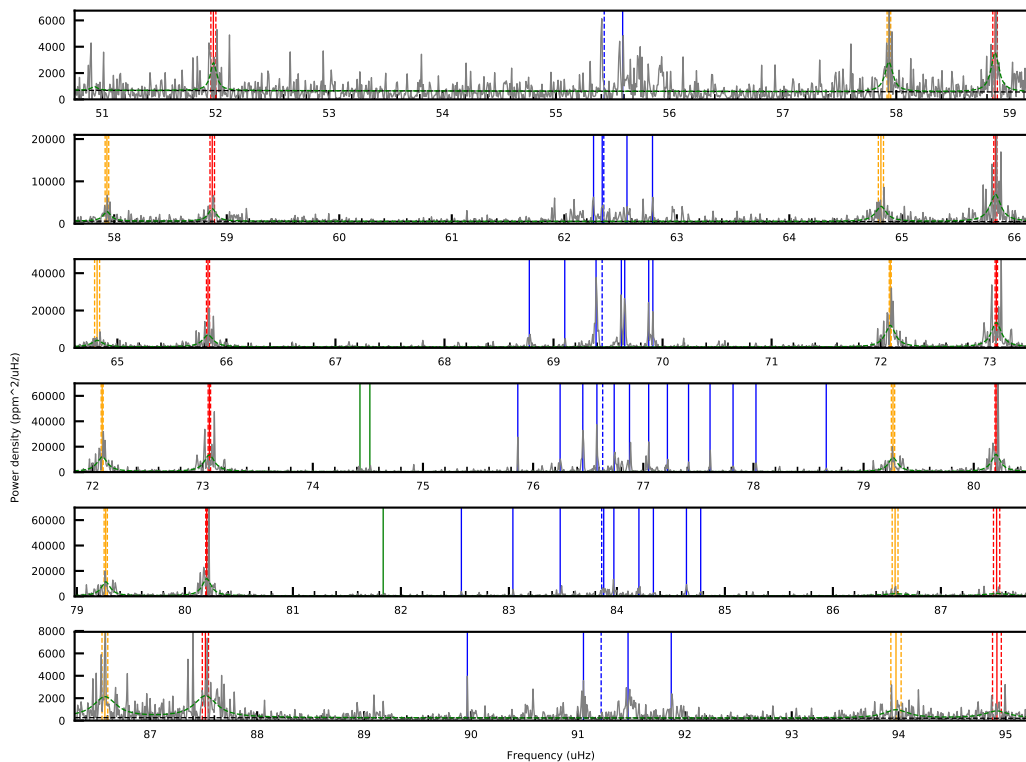 6000
4000
2000
0
51 52 53 54 55 56 57 58 59
20000
10000
0
58 59 60 61 62 63 64 65 66
40000
20000
0
65 66 67 68 69 70 71 72 73
Power density (ppm^2/uHz)
60000
40000
20000
0
72 73 74 75 76 77 78 79 80
60000
40000
20000
0
79 80 81 82 83 84 85 86 87
8000
6000
4000
2000
0
87 88 89 90 91 92 93 94 95
Frequency (uHz)